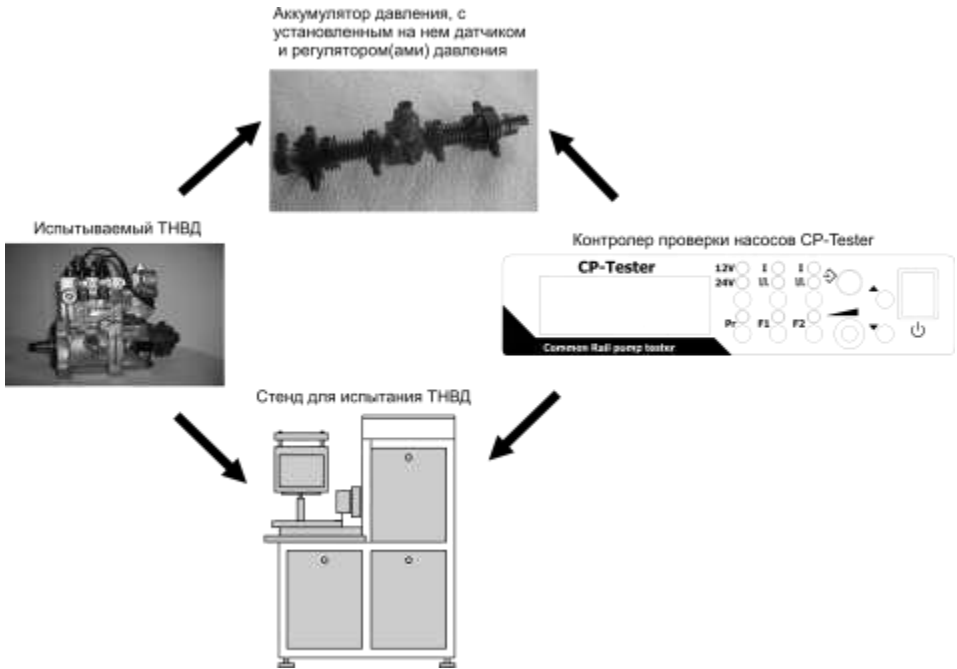 Аккумулятор давления, с
установленным на нем датчиком
и регулятором(ами) давления
Испытываемый ТНВД
Контролер проверки насосов CP-Tester
CP-Tester
12V I I
24V
Pr F1 F2
Common Rail pump tester
Стенд для испытания ТНВД